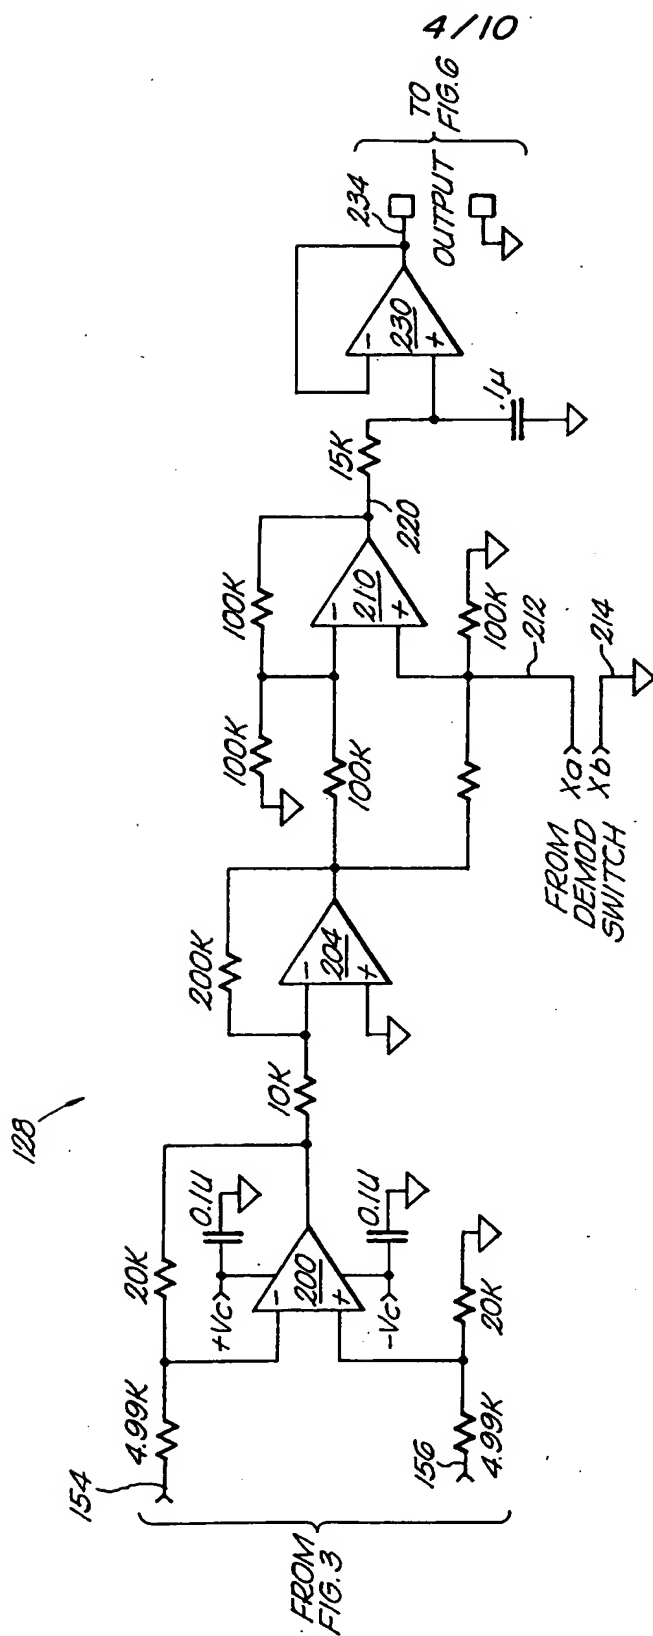 4/10
128
FROM
FIG. 3
154
4.99K
20K
+Vc
0.1U
200
-
+
-Vc
0.1U
156
4.99K
20K
10K
200K
204
-
+
100K
100K
100K
210
-
+
100K
212
FROM
DEMOD
SWITCH
Xa
Xb
214
220
15K
.1µ
230
-
+
234
OUTPUT
TO
FIG. 6